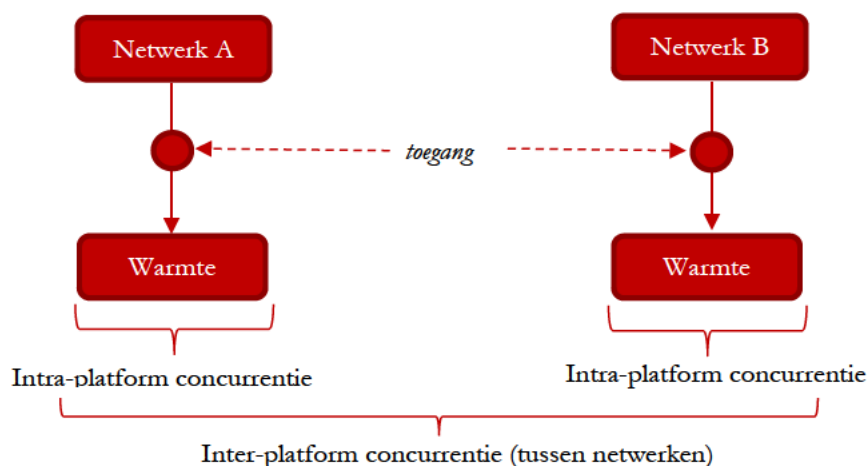 Netwerk A
Netwerk B
toegang
Warmte
Warmte
Intra-platform concurrentie
Intra-platform concurrentie
Inter-platform concurrentie (tussen netwerken)